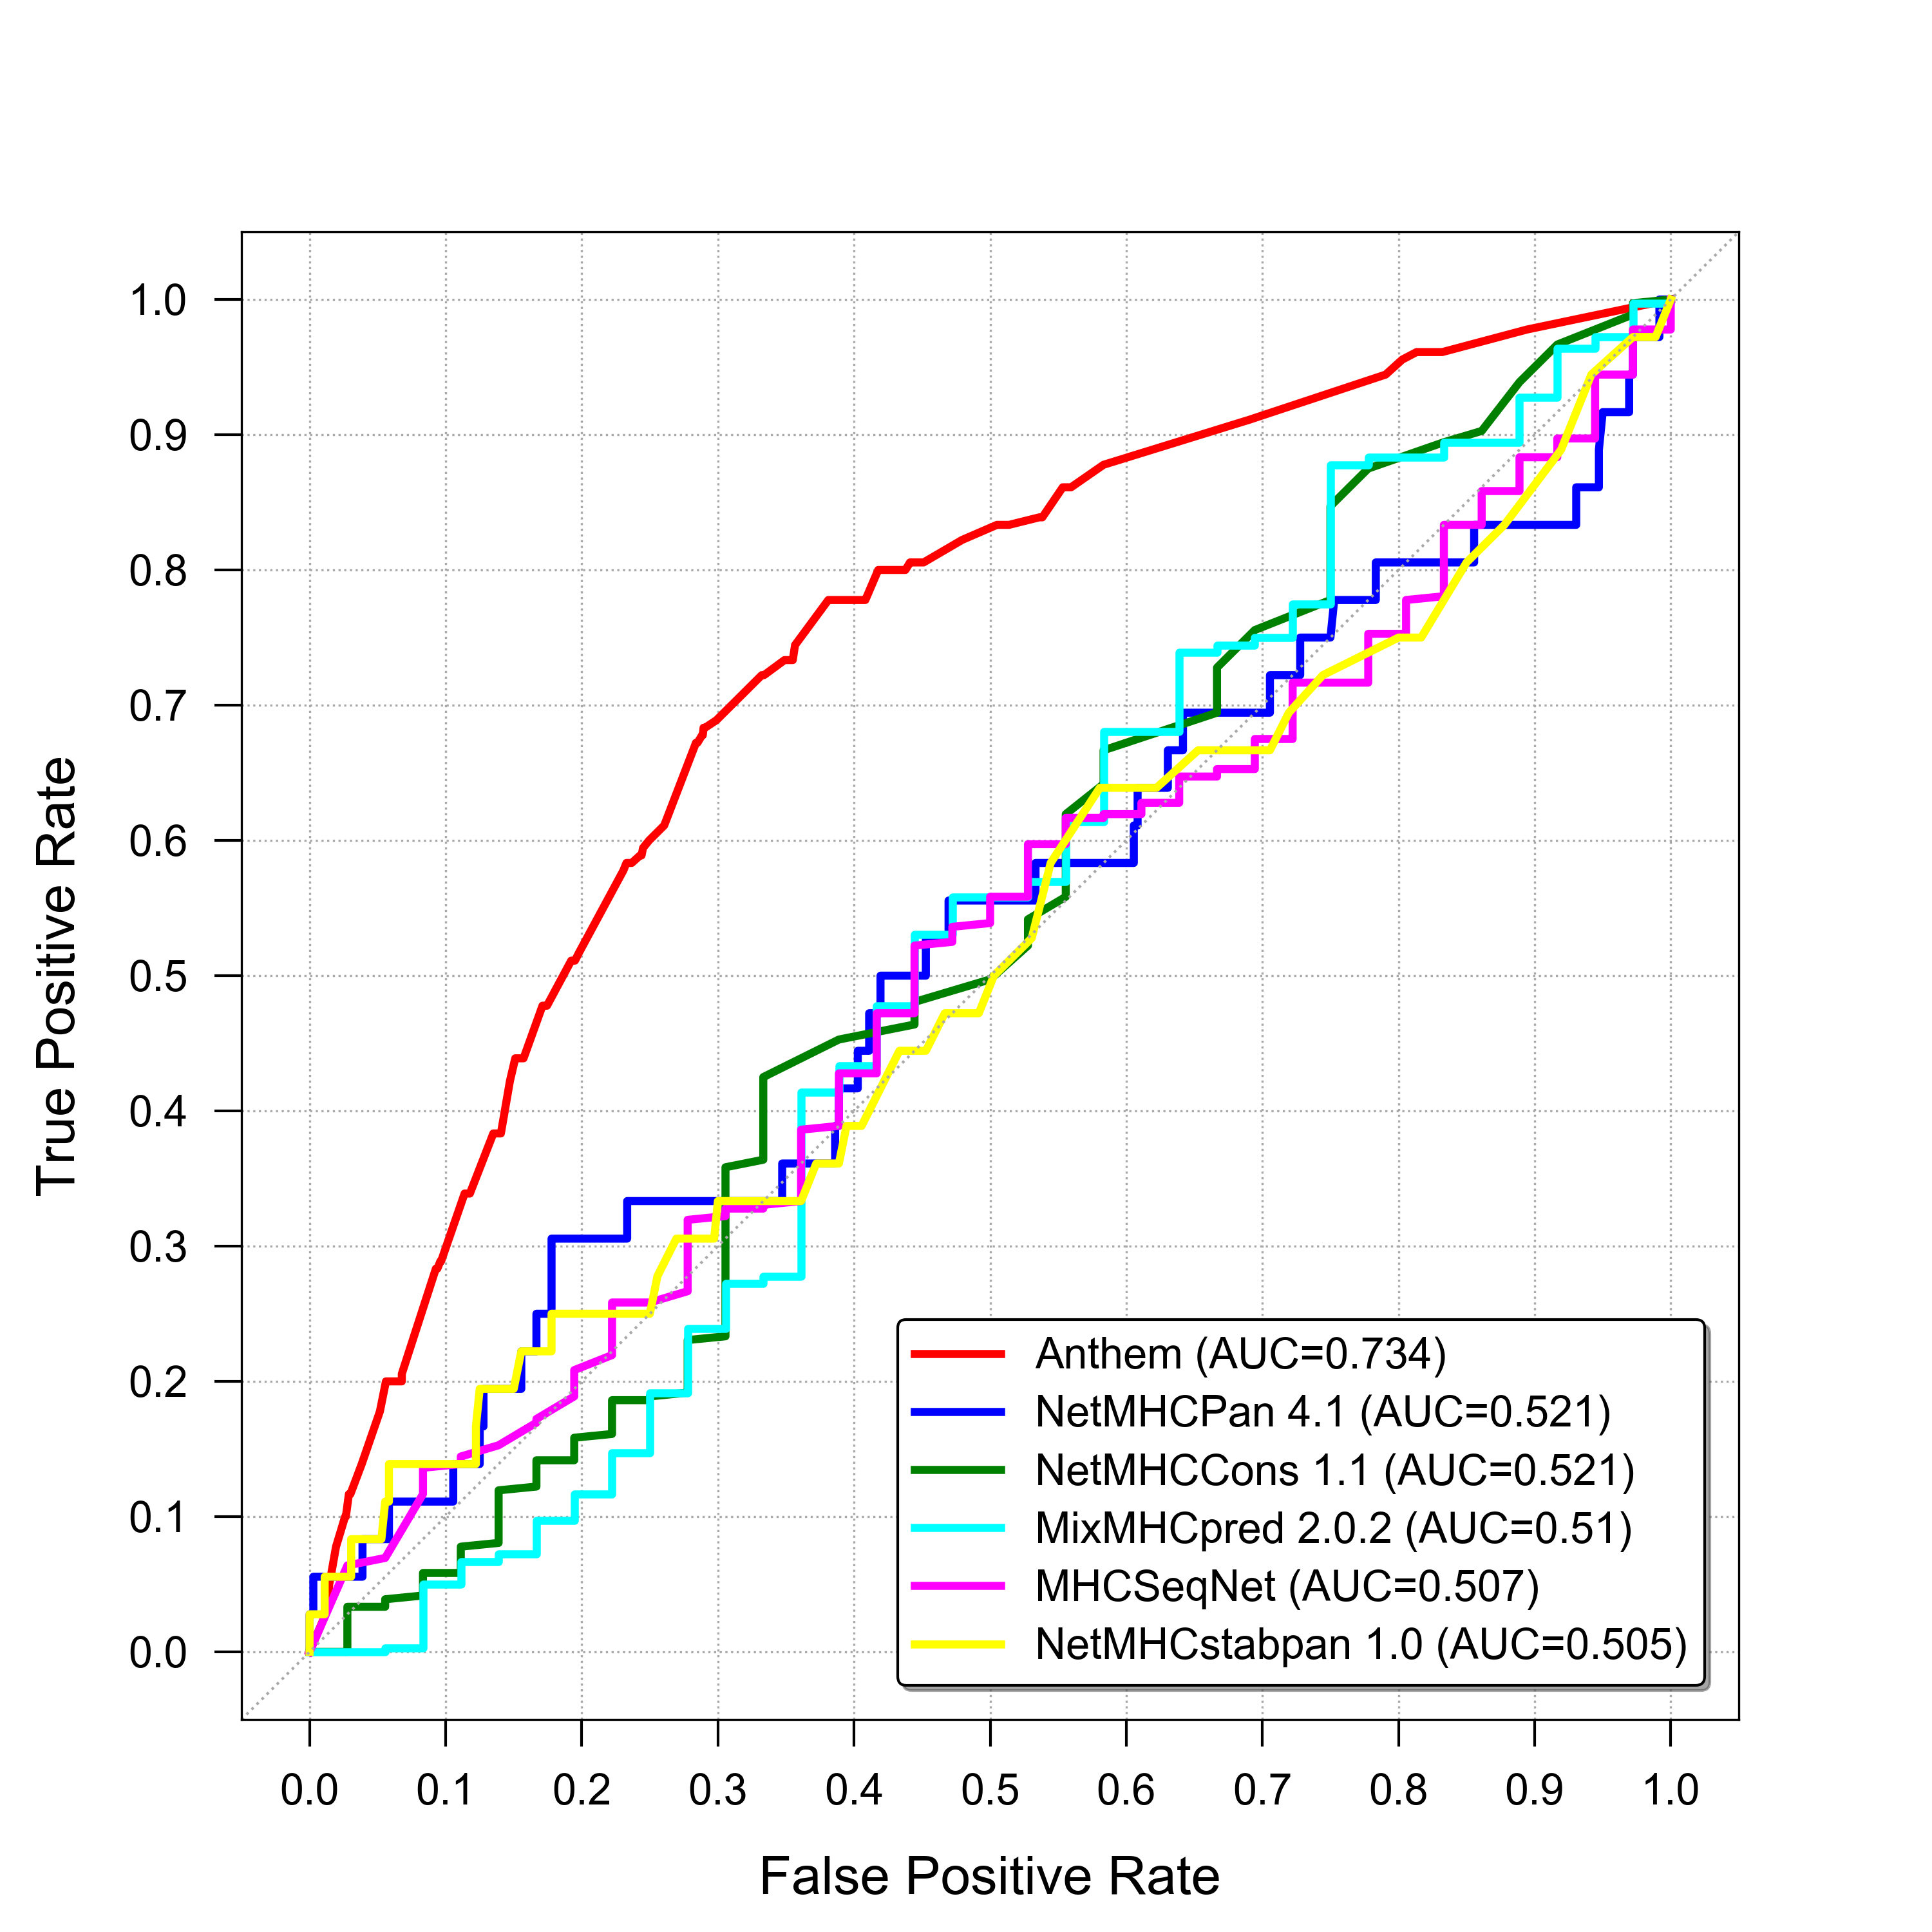 1.0
0.9
0.8
0.7
0.6
0.5
0.4
0.3
0.2
0.1
0.0
True Positive Rate
Anthem (AUC=0.734)
NetMHCPan 4.1 (AUC=0.521)
NetMHCCons 1.1 (AUC=0.521)
MixMHCpred 2.0.2 (AUC=0.51)
MHCSeqNet (AUC=0.507)
NetMHCstabpan 1.0 (AUC=0.505)
0.0 0.1 0.2 0.3 0.4 0.5 0.6 0.7 0.8 0.9 1.0
False Positive Rate